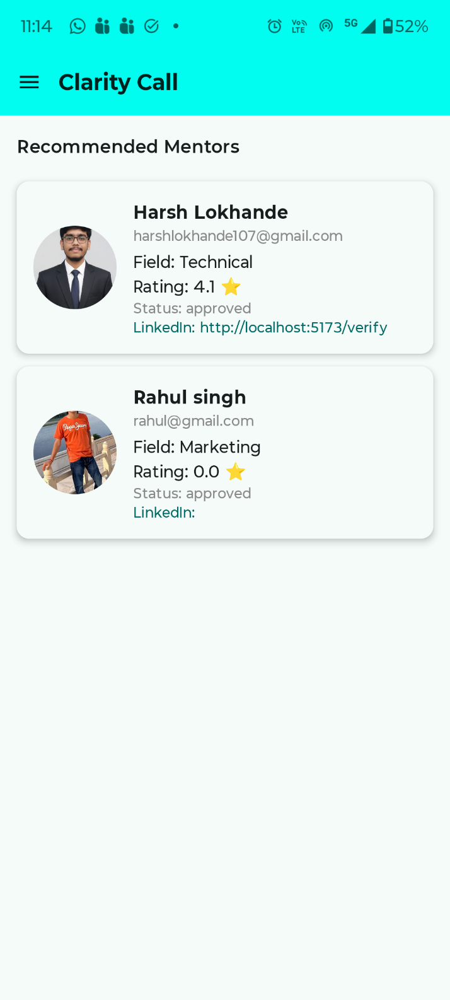 11:14 Vo LTE 5G 52%
Clarity Call
Recommended Mentors
Harsh Lokhande
harshlokhande107@gmail.com
Field: Technical
Rating: 4.1 ⭐
Status: approved
LinkedIn: http://localhost:5173/verify
Rahul singh
rahul@gmail.com
Field: Marketing
Rating: 0.0 ⭐
Status: approved
LinkedIn:
Pepe Jeans